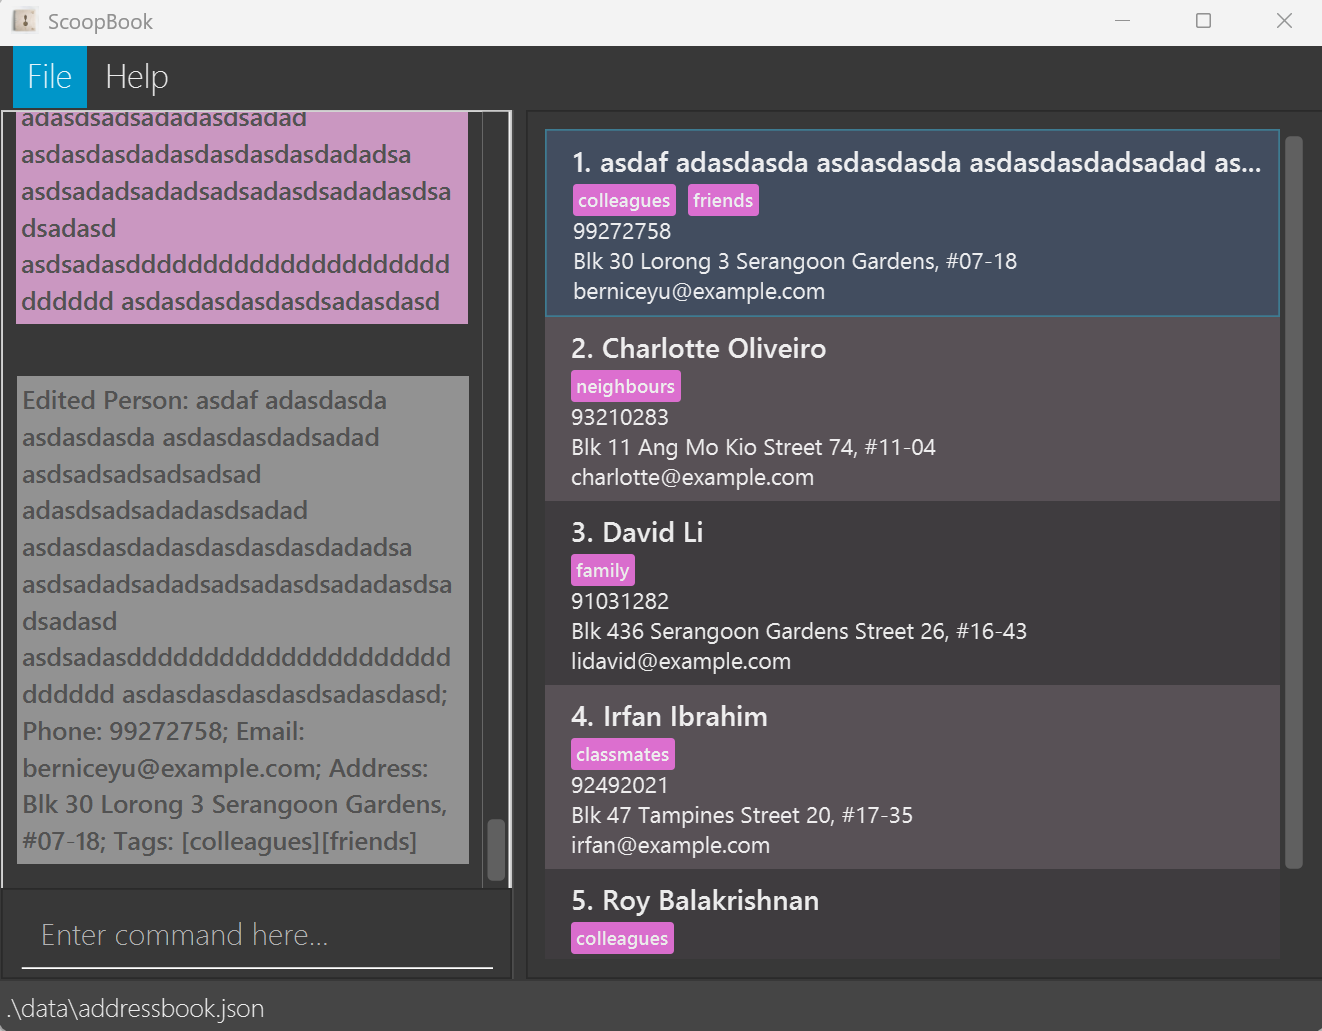 ScoopBook
File Help
adasdsadsadadasdsadad
asdasdasdadasdasdasdasdadadsa
asdsadadsadadsadsadasdsadadasdsa
dsadasd
asdsadasdddddddddddddddddddd
dddddd asdasdasdasdasdsadasdasd
Edited Person: asdaf adasdasda
asdasdasda asdasdasdadsadad
asdsadsadsadsadsad
adasdsadsadadasdsadad
asdasdasdadasdasdasdasdadadsa
asdsadadsadadsadsadasdsadadasdsa
dsadasd
asdsadasdddddddddddddddddddd
dddddd asdasdasdasdasdsadasdasd;
Phone: 99272758; Email:
berniceyu@example.com; Address:
Blk 30 Lorong 3 Serangoon Gardens,
#07-18; Tags: [colleagues][friends]
Enter command here...
1. asdaf adasdasda asdasdasda asdasdasdadsadad as...
colleagues friends
99272758
Blk 30 Lorong 3 Serangoon Gardens, #07-18
berniceyu@example.com
2. Charlotte Oliveiro
neighbours
93210283
Blk 11 Ang Mo Kio Street 74, #11-04
charlotte@example.com
3. David Li
family
91031282
Blk 436 Serangoon Gardens Street 26, #16-43
lidavid@example.com
4. Irfan Ibrahim
classmates
92492021
Blk 47 Tampines Street 20, #17-35
irfan@example.com
5. Roy Balakrishnan
colleagues
.\data\addressbook.json